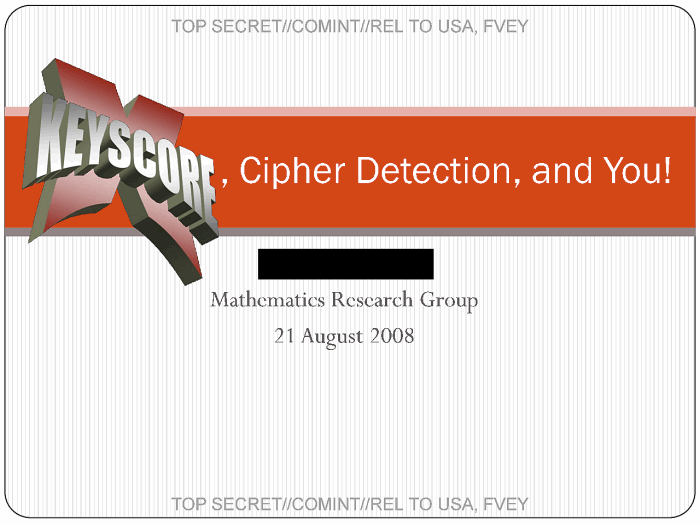 TOP SECRET//COMINT//REL TO USA, FVEY
X KEYSCORE, Cipher Detection, and You!
Mathematics Research Group
21 August 2008
TOP SECRET//COMINT//REL TO USA, FVEY